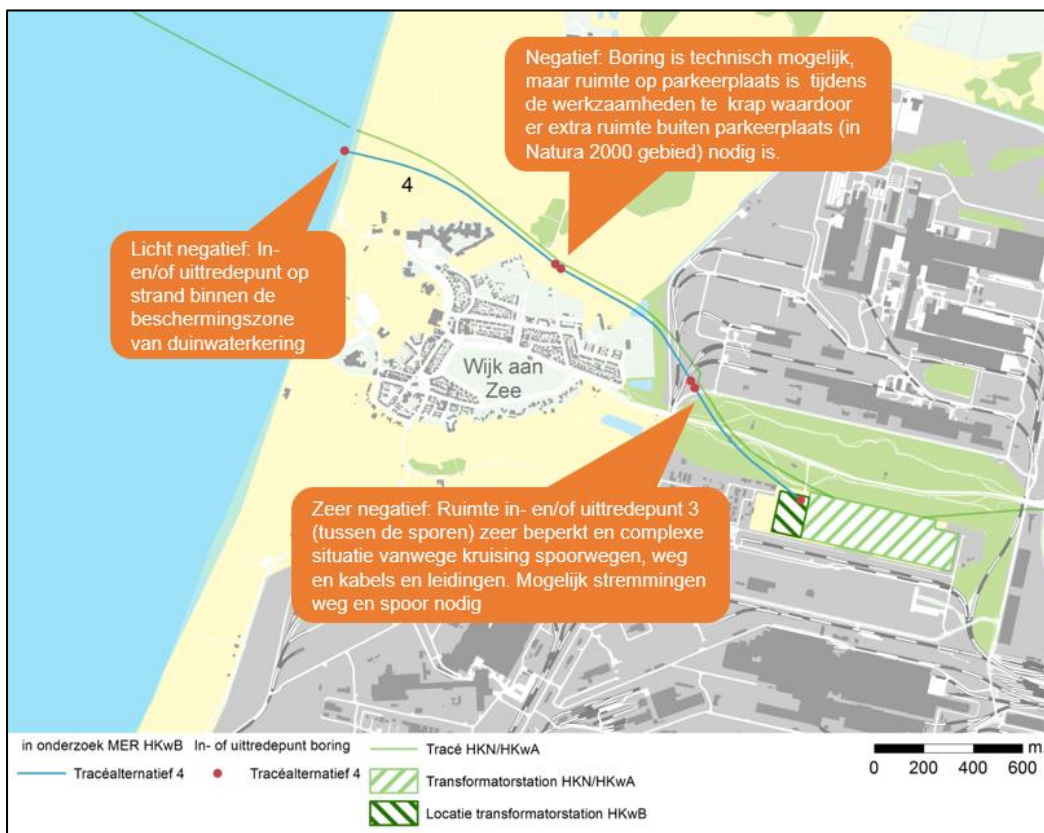 Negatief: Boring is technisch mogelijk,
maar ruimte op parkeerplaats is tijdens
de werkzaamheden te krap waardoor
er extra ruimte buiten parkeerplaats (in
Natura 2000 gebied) nodig is.
4
Licht negatief: In-
en/of uittredepunt op
strand binnen de
beschermingszone
van duinwaterkering
Wijk aan
Zee
Zeer negatief: Ruimte in- en/of uittredepunt 3
(tussen de sporen) zeer beperkt en complexe
situatie vanwege kruising spoorwegen, weg
en kabels en leidingen. Mogelijk stremmingen
weg en spoor nodig
in onderzoek MER HKwB
Tracéalternatief 4
In- of uittredepunt boring
Tracéalternatief 4
Tracé HKN/HKwA
Transformatorstation HKN/HKwA
Locatie transformatorstation HKwB
m.
0 200 400 600